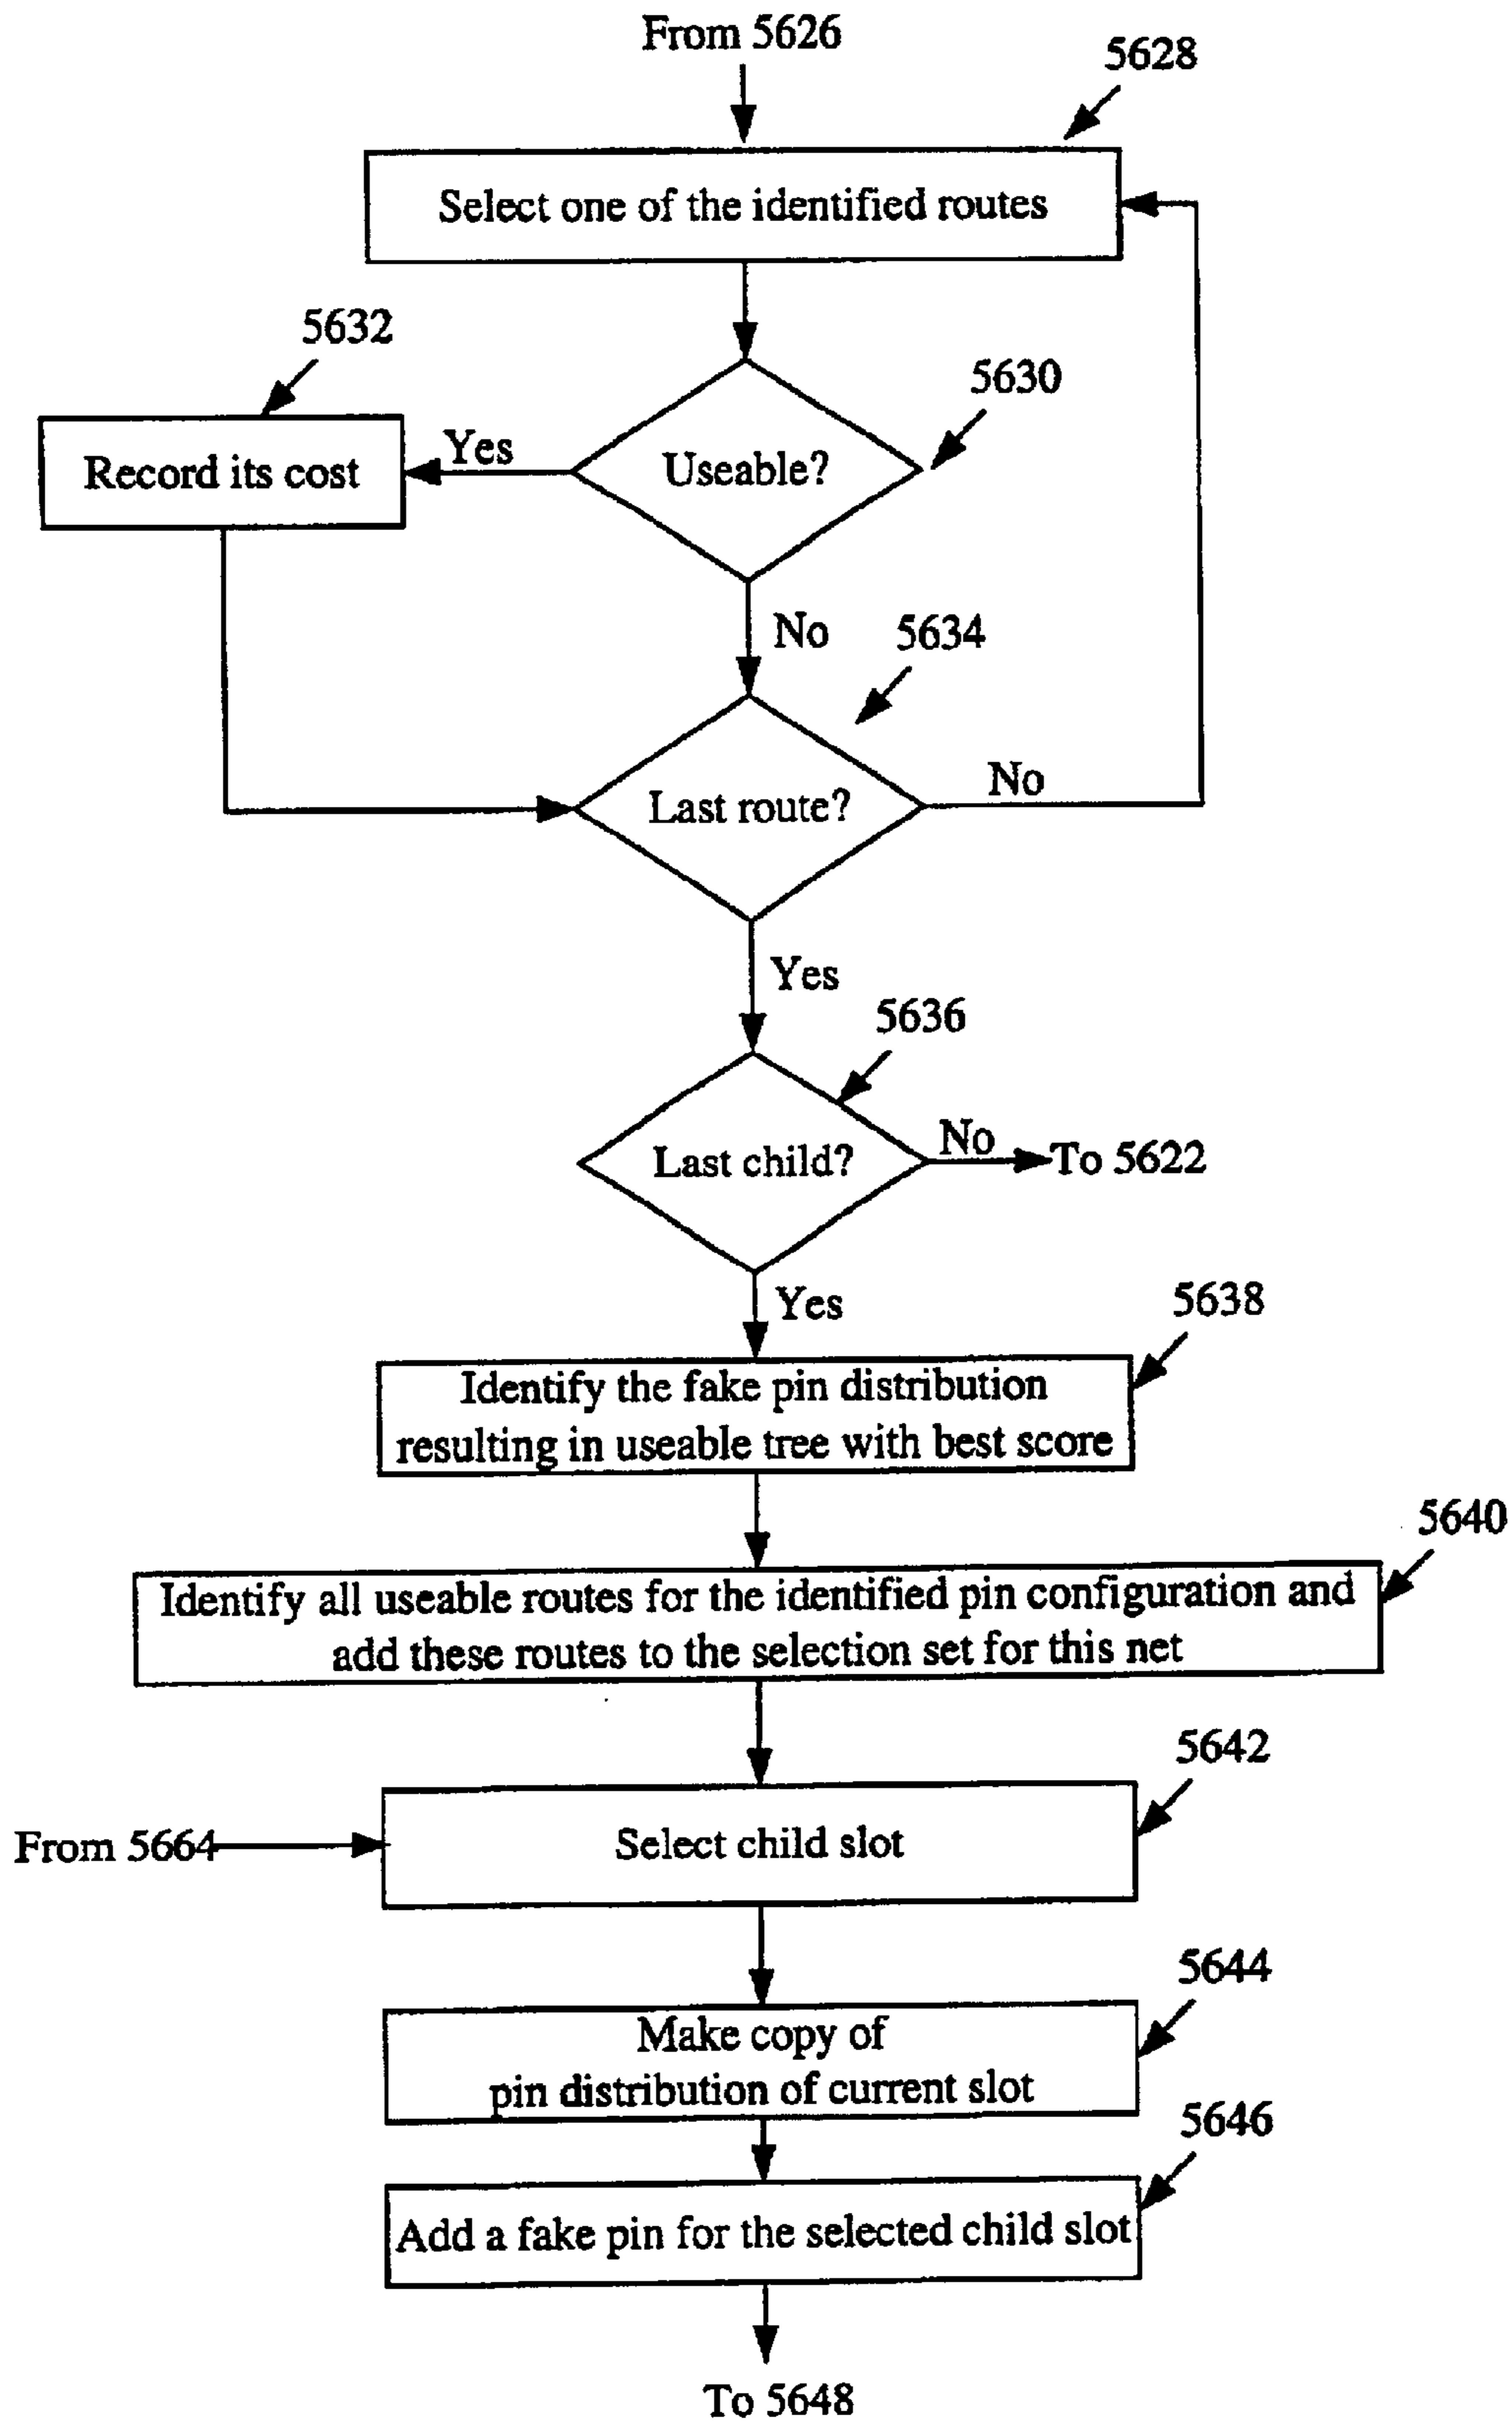 From 5626
5628
Select one of the identified routes
5632
5630
Record its cost
Yes
Useable?
No
5634
Last route?
No
Yes
5636
Last child?
No
To 5622
Yes
5638
Identify the fake pin distribution
resulting in useable tree with best score
5640
Identify all useable routes for the identified pin configuration and
add these routes to the selection set for this net
5642
From 5664
Select child slot
5644
Make copy of
pin distribution of current slot
5646
Add a fake pin for the selected child slot
To 5648